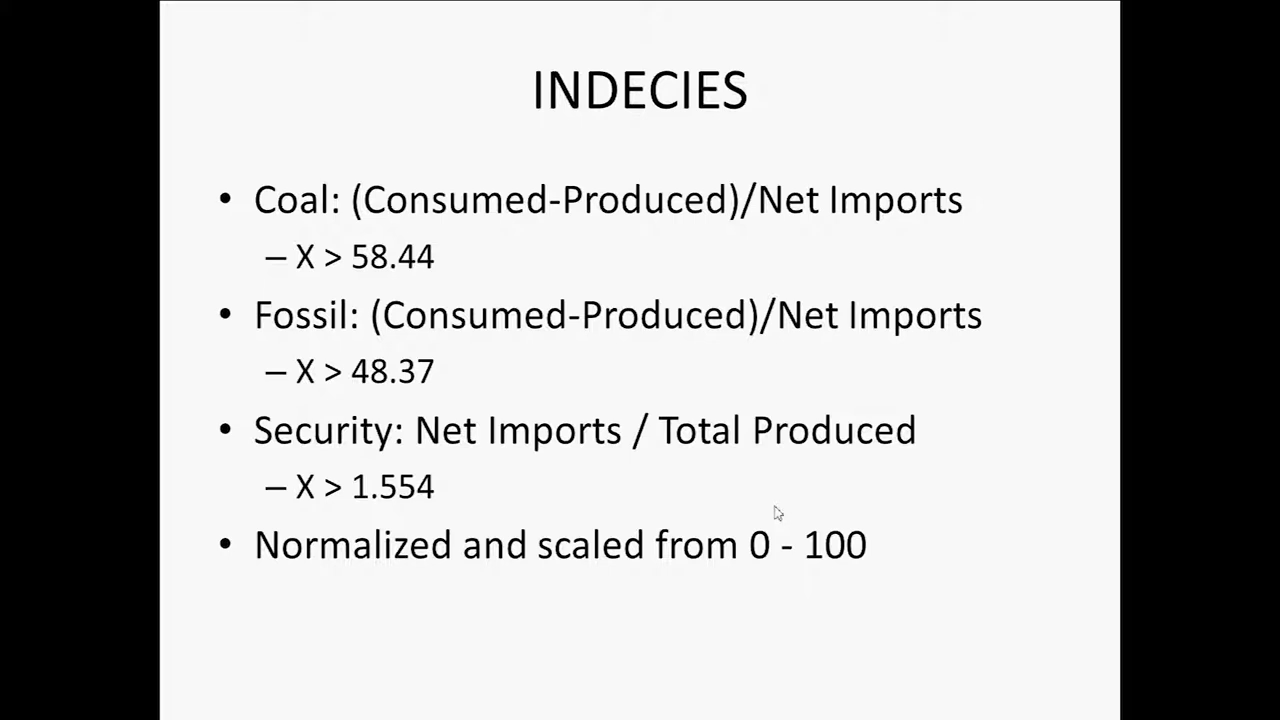 INDECIES
• Coal: (Consumed-Produced)/Net Imports
– X > 58.44
• Fossil: (Consumed-Produced)/Net Imports
– X > 48.37
• Security: Net Imports / Total Produced
– X > 1.554
• Normalized and scaled from 0 - 100